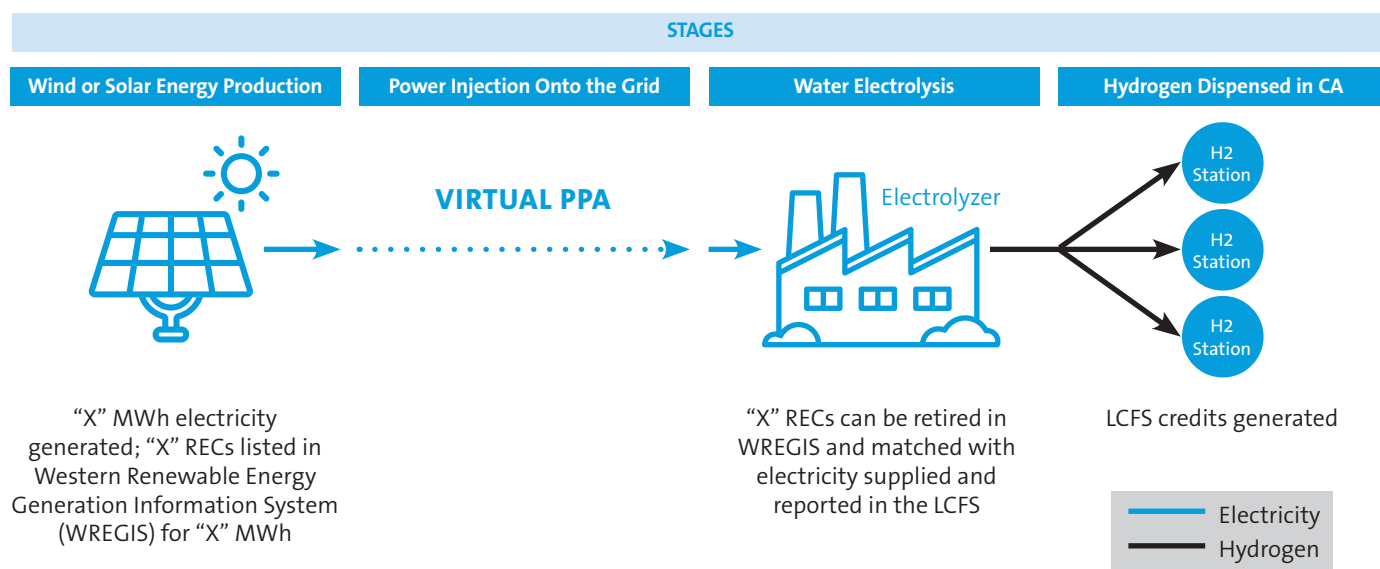 STAGES
Wind or Solar Energy Production
Power Injection Onto the Grid
Water Electrolysis
Hydrogen Dispensed in CA
VIRTUAL PPA
Electrolyzer
H2
Station
H2
Station
H2
Station
“X” MWh electricity
generated; “X” RECs listed in
Western Renewable Energy
Generation Information System
(WREGIS) for “X” MWh
“X” RECs can be retired in
WREGIS and matched with
electricity supplied and
reported in the LCFS
LCFS credits generated
Electricity
Hydrogen